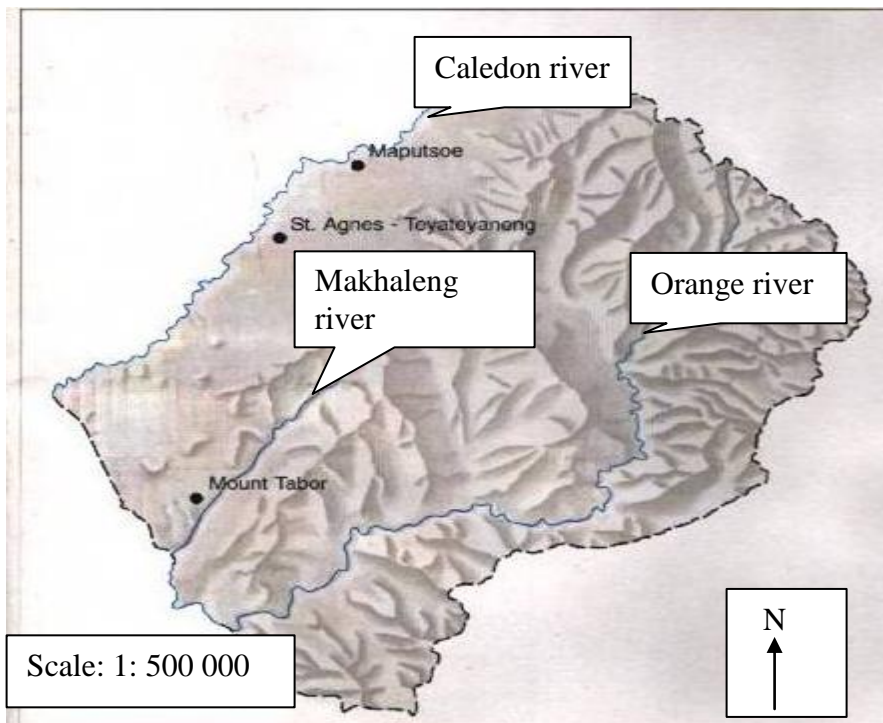 Caledon river
Maputsoe
St. Agnes - Teyateyaneng
Makhaleng
river
Orange river
Mount Tabor
Scale: 1: 500 000
N